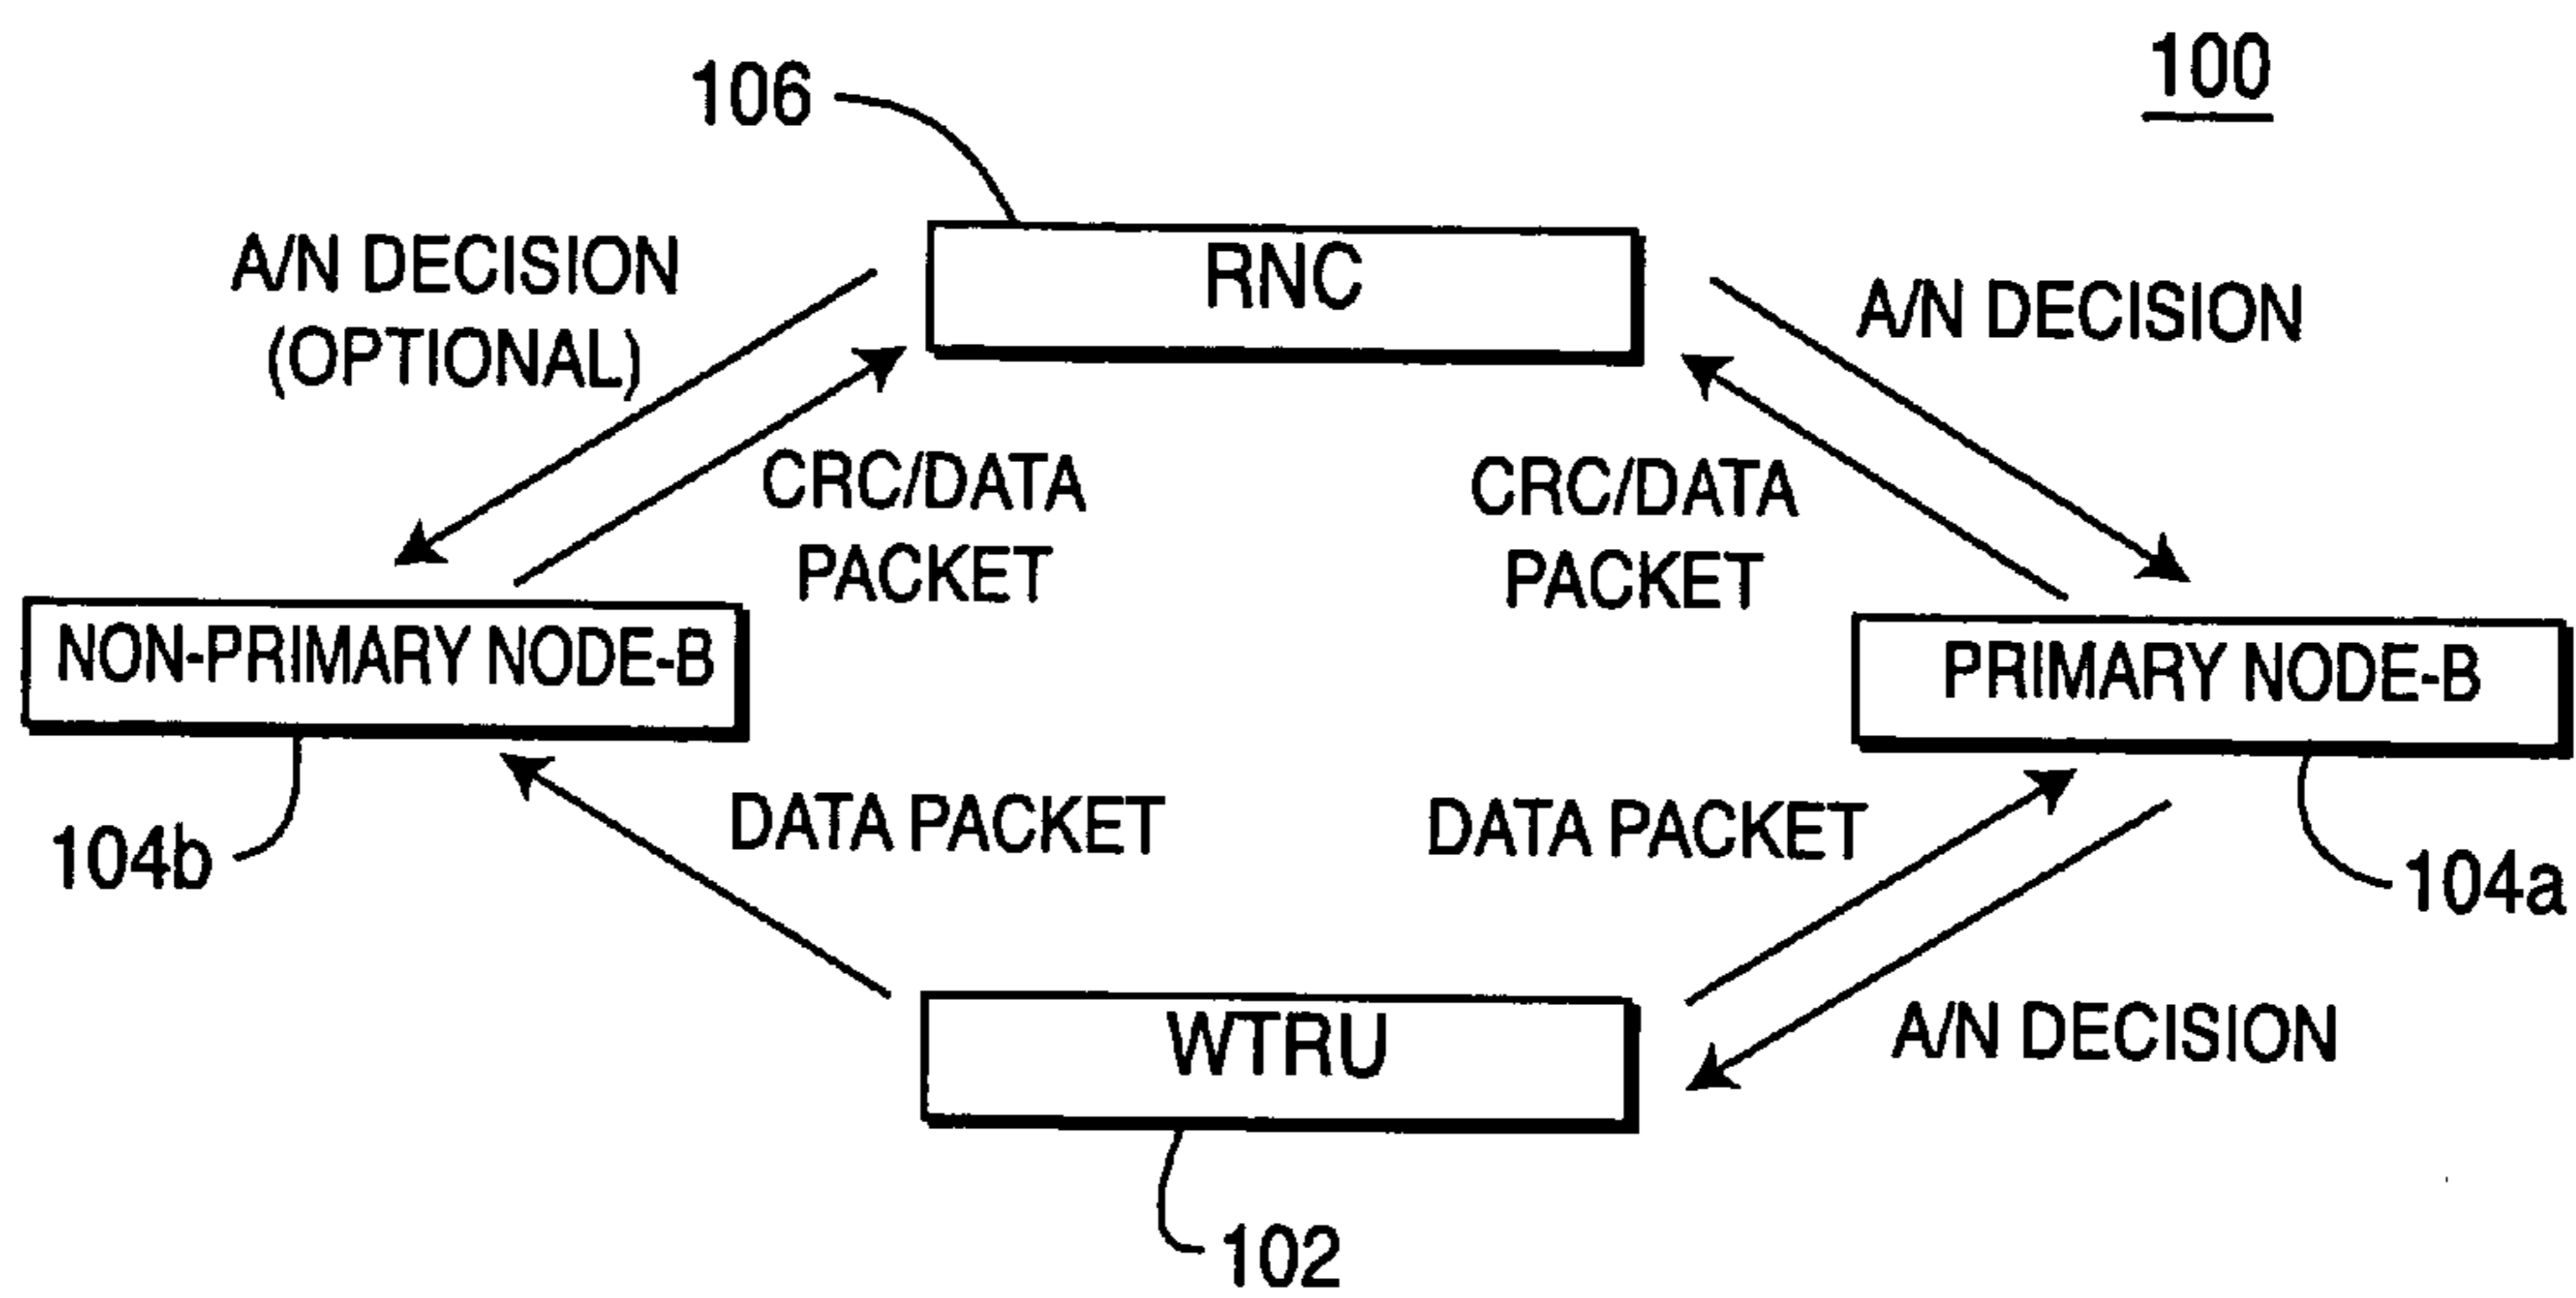 100
106
RNC
A/N DECISION
(OPTIONAL)
A/N DECISION
CRC/DATA
PACKET
CRC/DATA
PACKET
NON-PRIMARY NODE-B
PRIMARY NODE-B
104b
DATA PACKET
DATA PACKET
104a
WTRU
A/N DECISION
102